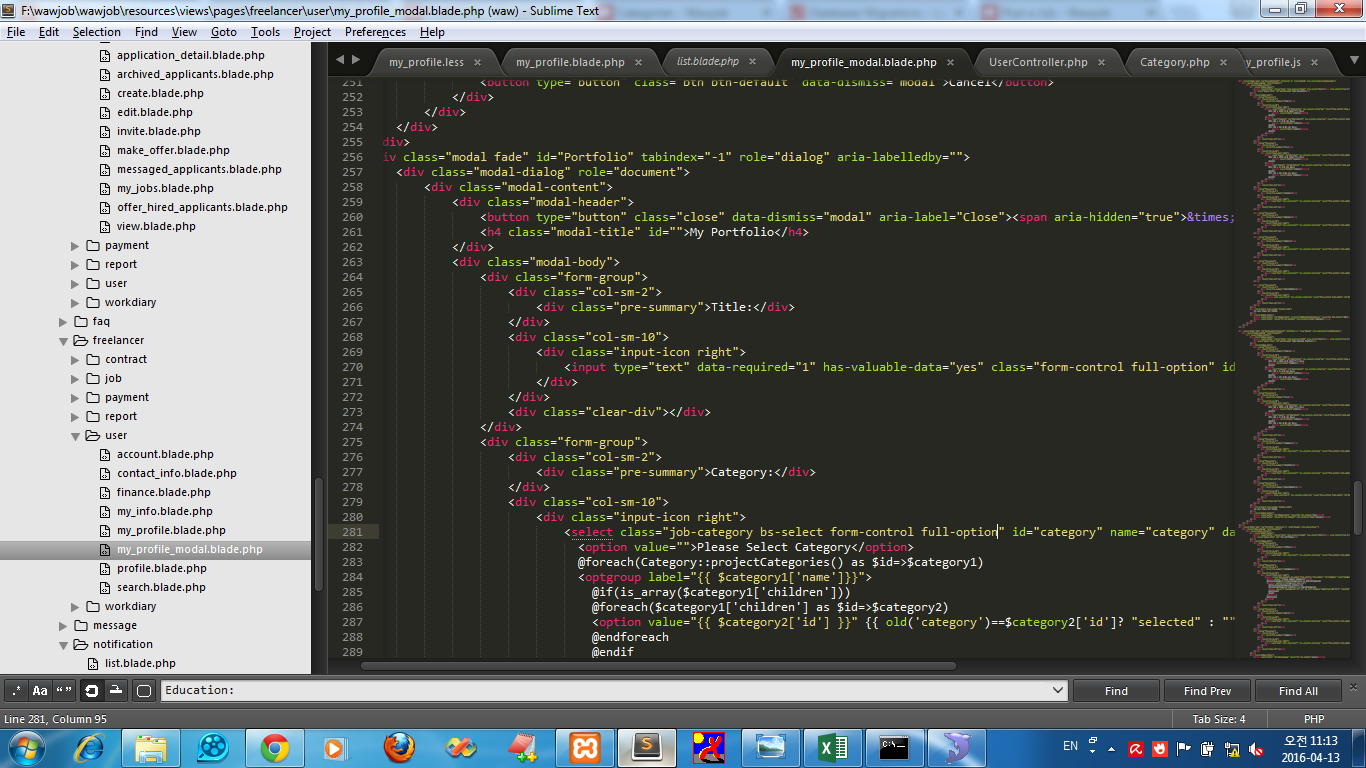 F:\wawjob\wawjob\resources\views\pages\freelancer\user\my_profile_modal.blade.php (waw) - Sublime Text
File Edit Selection Find View Goto Tools Project Preferences Help
application_detail.blade.php
archived_applicants.blade.php
create.blade.php
edit.blade.php
invite.blade.php
make_offer.blade.php
messaged_applicants.blade.php
my_jobs.blade.php
offer_hired_applicants.blade.php
view.blade.php
payment
report
user
workdiary
faq
freelancer
contract
job
payment
report
user
account.blade.php
contact_info.blade.php
finance.blade.php
my_info.blade.php
my_profile.blade.php
my_profile_modal.blade.php
profile.blade.php
search.blade.php
workdiary
message
notification
list.blade.php
my_profile.less × my_profile.blade.php × list.blade.php × my_profile_modal.blade.php × UserController.php × Category.php × y_profile.js ×
251 <button type="button" class="btn btn-default" data-dismiss="modal">Cancel</button>
252 </div>
253 </div>
254 </div>
255 div>
256 iv class="modal fade" id="Portfolio" tabindex="-1" role="dialog" aria-labelledby="">
257 <div class="modal-dialog" role="document">
258 <div class="modal-content">
259 <div class="modal-header">
260 <button type="button" class="close" data-dismiss="modal" aria-label="Close"><span aria-hidden="true">&times;
261 <h4 class="modal-title" id="">My Portfolio</h4>
262 </div>
263 <div class="modal-body">
264 <div class="form-group">
265 <div class="col-sm-2">
266 <div class="pre-summary">Title:</div>
267 </div>
268 <div class="col-sm-10">
269 <div class="input-icon right">
270 <input type="text" data-required="1" has-valuable-data="yes" class="form-control full-option" id
271 </div>
272 </div>
273 <div class="clear-div"></div>
274 </div>
275 <div class="form-group">
276 <div class="col-sm-2">
277 <div class="pre-summary">Category:</div>
278 </div>
279 <div class="col-sm-10">
280 <div class="input-icon right">
281 <select class="job-category bs-select form-control full-option" id="category" name="category" da
282 <option value="">Please Select Category</option>
283 @foreach(Category::projectCategories() as $id=>$category1)
284 <optgroup label="{{ $category1['name']}}">
285 @if(is_array($category1['children']))
286 @foreach($category1['children'] as $id=>$category2)
287 <option value="{{ $category2['id'] }}" {{ old('category')==$category2['id']? "selected" : ""
288 @endforeach
289 @endif
.* Aa “” Education: Find Find Prev Find All
Line 281, Column 95 Tab Size: 4 PHP
EN 오전 11:13
2016-04-13